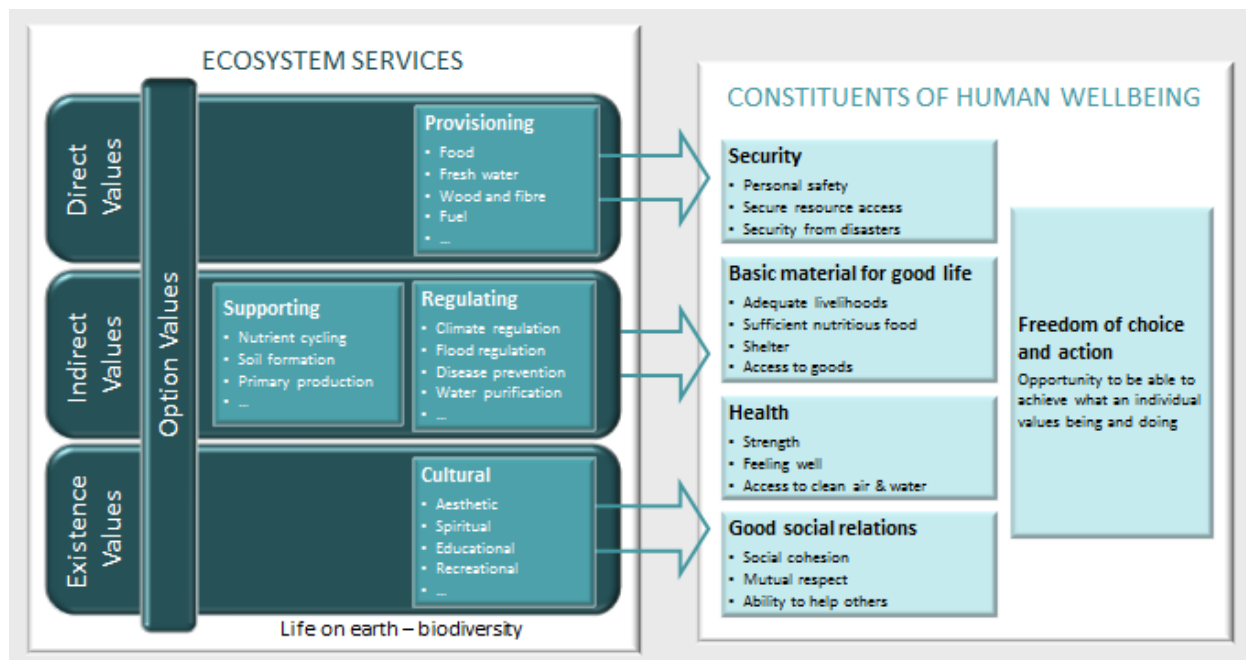 ECOSYSTEM SERVICES
Direct
Values
Indirect
Values
Existence
Values
Option Values
Provisioning
• Food
• Fresh water
• Wood and fibre
• Fuel
• ...
Supporting
• Nutrient cycling
• Soil formation
• Primary production
• ...
Regulating
• Climate regulation
• Flood regulation
• Disease prevention
• Water purification
• ...
Cultural
• Aesthetic
• Spiritual
• Educational
• Recreational
• ...
Life on earth – biodiversity
CONSTITUENTS OF HUMAN WELLBEING
Security
• Personal safety
• Secure resource access
• Security from disasters
Basic material for good life
• Adequate livelihoods
• Sufficient nutritious food
• Shelter
• Access to goods
Health
• Strength
• Feeling well
• Access to clean air & water
Good social relations
• Social cohesion
• Mutual respect
• Ability to help others
Freedom of choice
and action
Opportunity to be able to
achieve what an individual
values being and doing